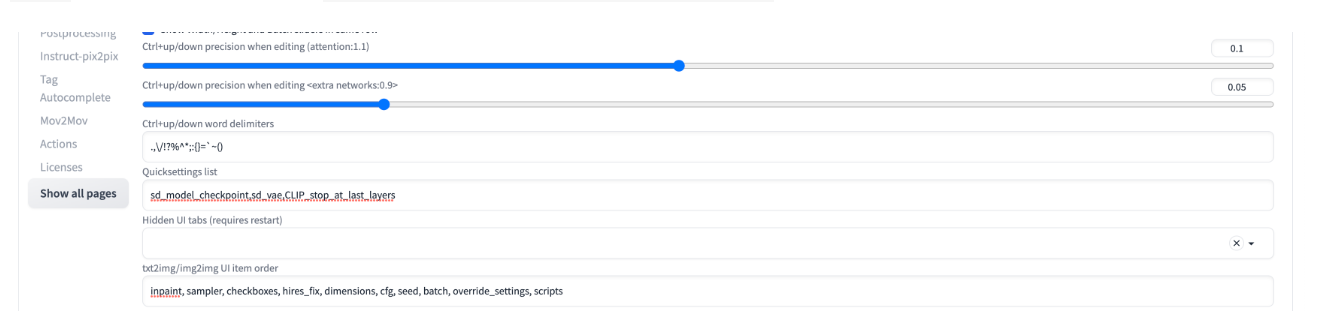 Postprocessing
Instruct-pix2pix
Tag
Autocomplete
Mov2Mov
Actions
Licenses
Show all pages
Ctrl+up/down precision when editing (attention:1.1)
0.1
Ctrl+up/down precision when editing <extra networks:0.9>
0.05
Ctrl+up/down word delimiters
.,\/!?%^*;:{}=`~()
Quicksettings list
sd_model_checkpoint,sd_vae,CLIP_stop_at_last_layers
Hidden UI tabs (requires restart)
txt2img/img2img UI item order
inpaint, sampler, checkboxes, hires_fix, dimensions, cfg, seed, batch, override_settings, scripts